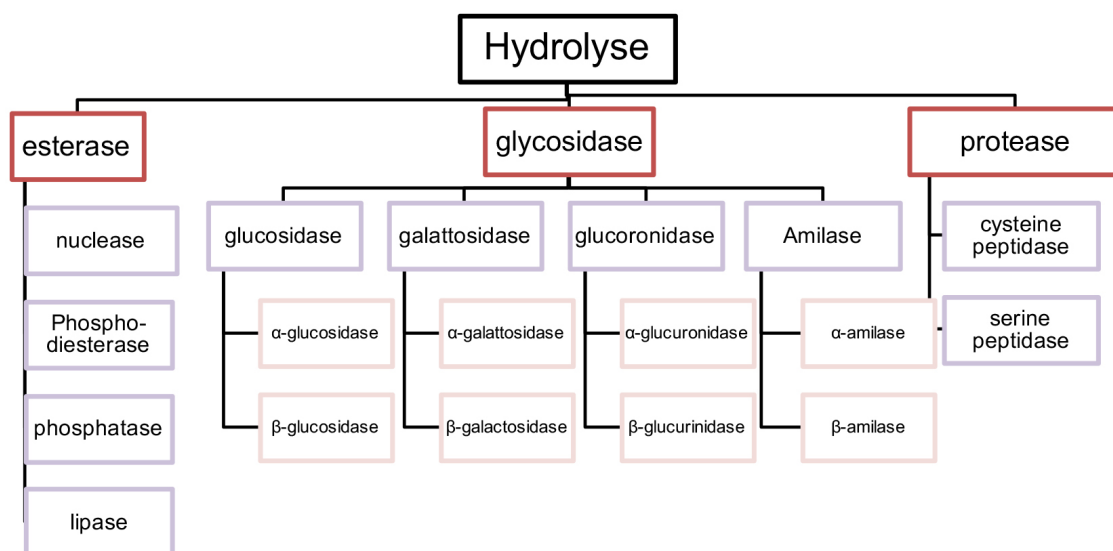 Hydrolyse
esterase
glycosidase
protease
nuclease
glucosidase
galattosidase
glucoronidase
Amilase
cysteine
peptidase
Phospho-
diesterase
α-glucosidase
α-galattosidase
α-glucuronidase
α-amilase
serine
peptidase
phosphatase
β-glucosidase
β-galactosidase
β-glucurinidase
β-amilase
lipase